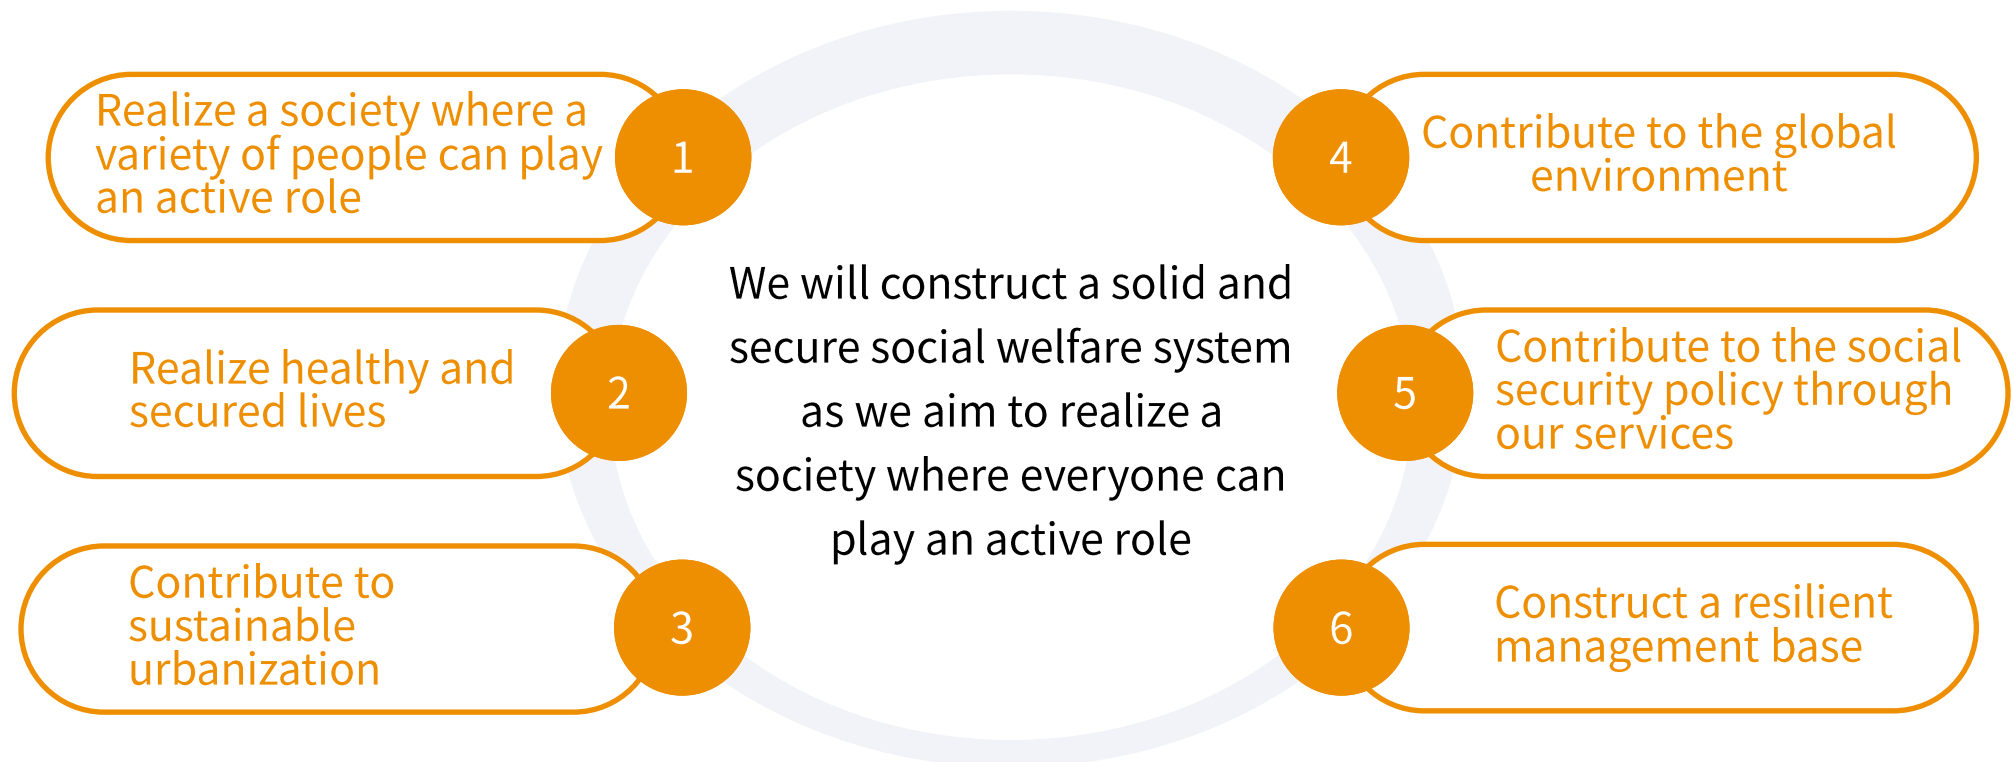 Realize a society where a
variety of people can play
an active role
1
Realize healthy and
secured lives
2
Contribute to
sustainable
urbanization
3
We will construct a solid and
secure social welfare system
as we aim to realize a
society where everyone can
play an active role
4
Contribute to the global
environment
5
Contribute to the social
security policy through
our services
6
Construct a resilient
management base